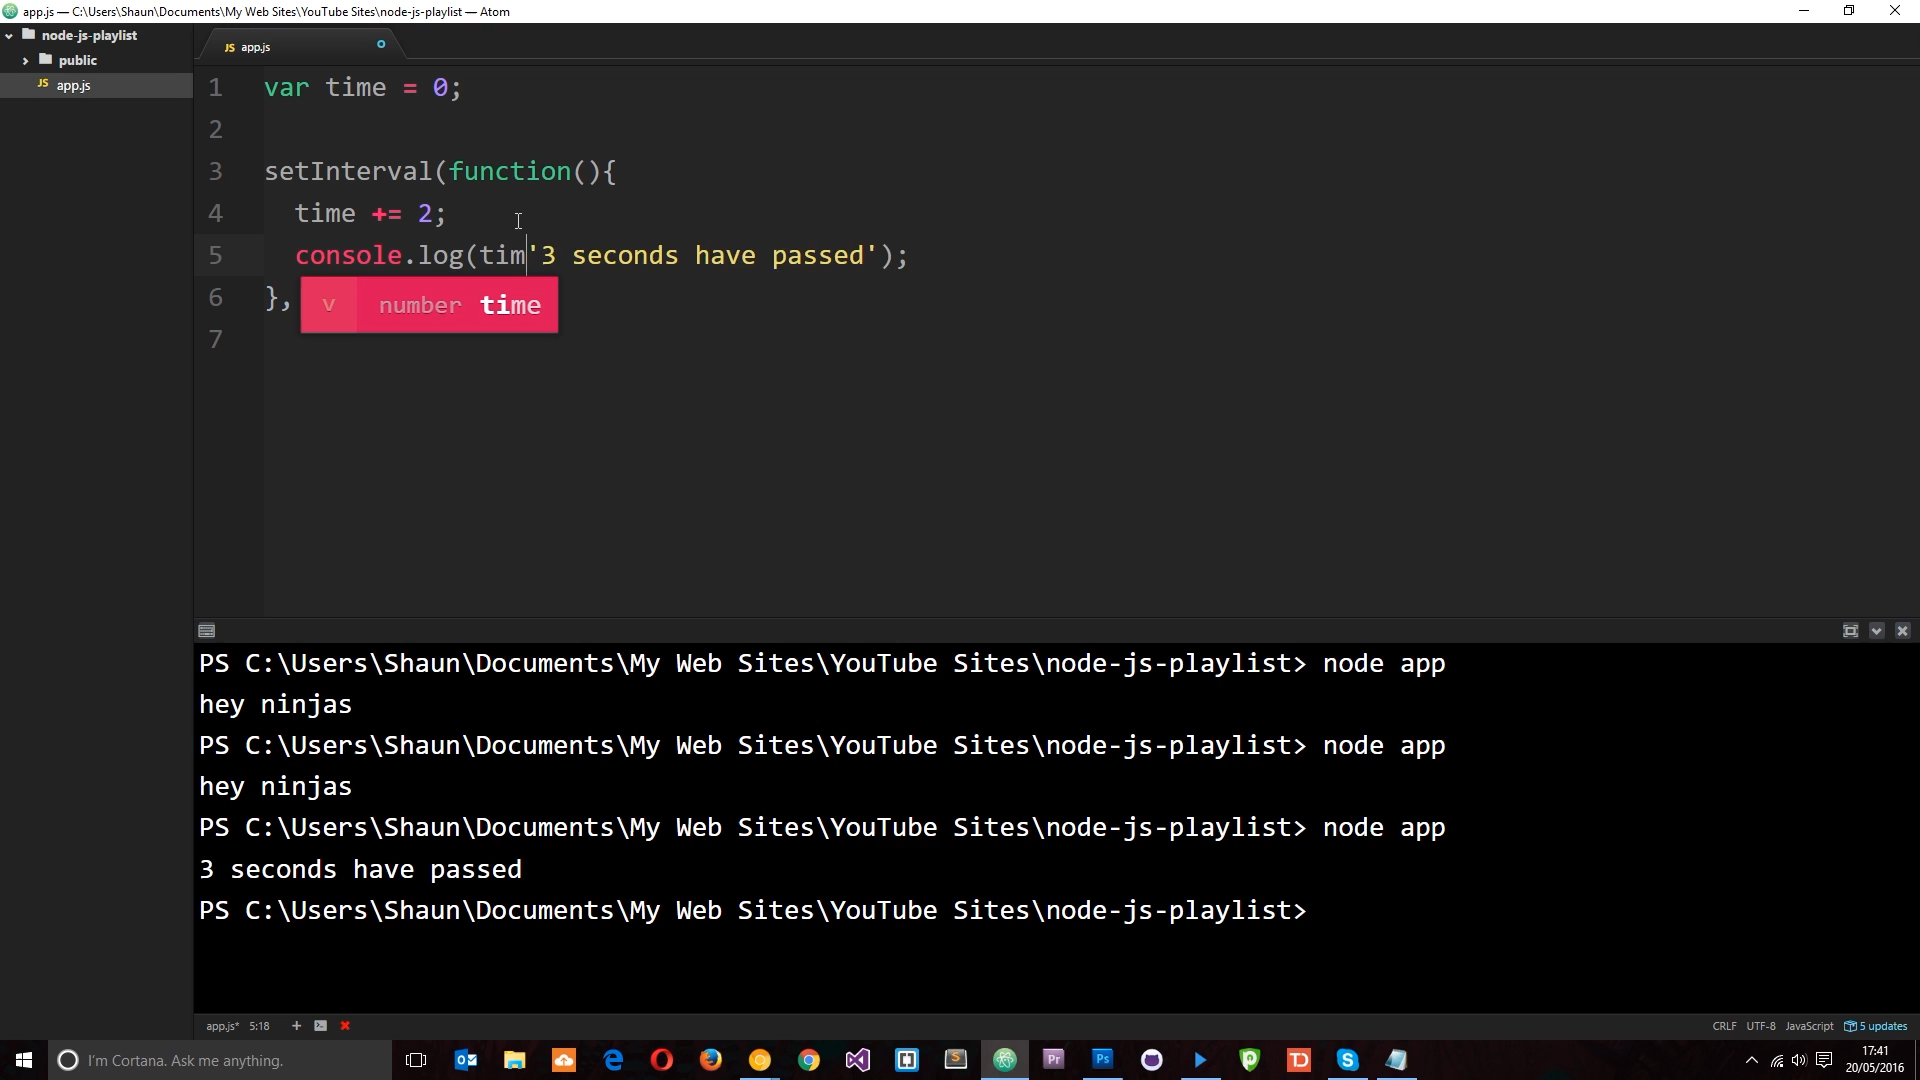 app.js — C:\Users\Shaun\Documents\My Web Sites\YouTube Sites\node-js-playlist — Atom
node-js-playlist
public
JS app.js
JS app.js
1 var time = 0;
2
3 setInterval(function(){
4 time += 2;
5 console.log(tim'3 seconds have passed');
6 },
v number time
7
PS C:\Users\Shaun\Documents\My Web Sites\YouTube Sites\node-js-playlist> node app
hey ninjas
PS C:\Users\Shaun\Documents\My Web Sites\YouTube Sites\node-js-playlist> node app
hey ninjas
PS C:\Users\Shaun\Documents\My Web Sites\YouTube Sites\node-js-playlist> node app
3 seconds have passed
PS C:\Users\Shaun\Documents\My Web Sites\YouTube Sites\node-js-playlist>
app.js* 5:18 CRLF UTF-8 JavaScript 5 updates
I'm Cortana. Ask me anything.
Pr
Ps
TD
17:41
20/05/2016